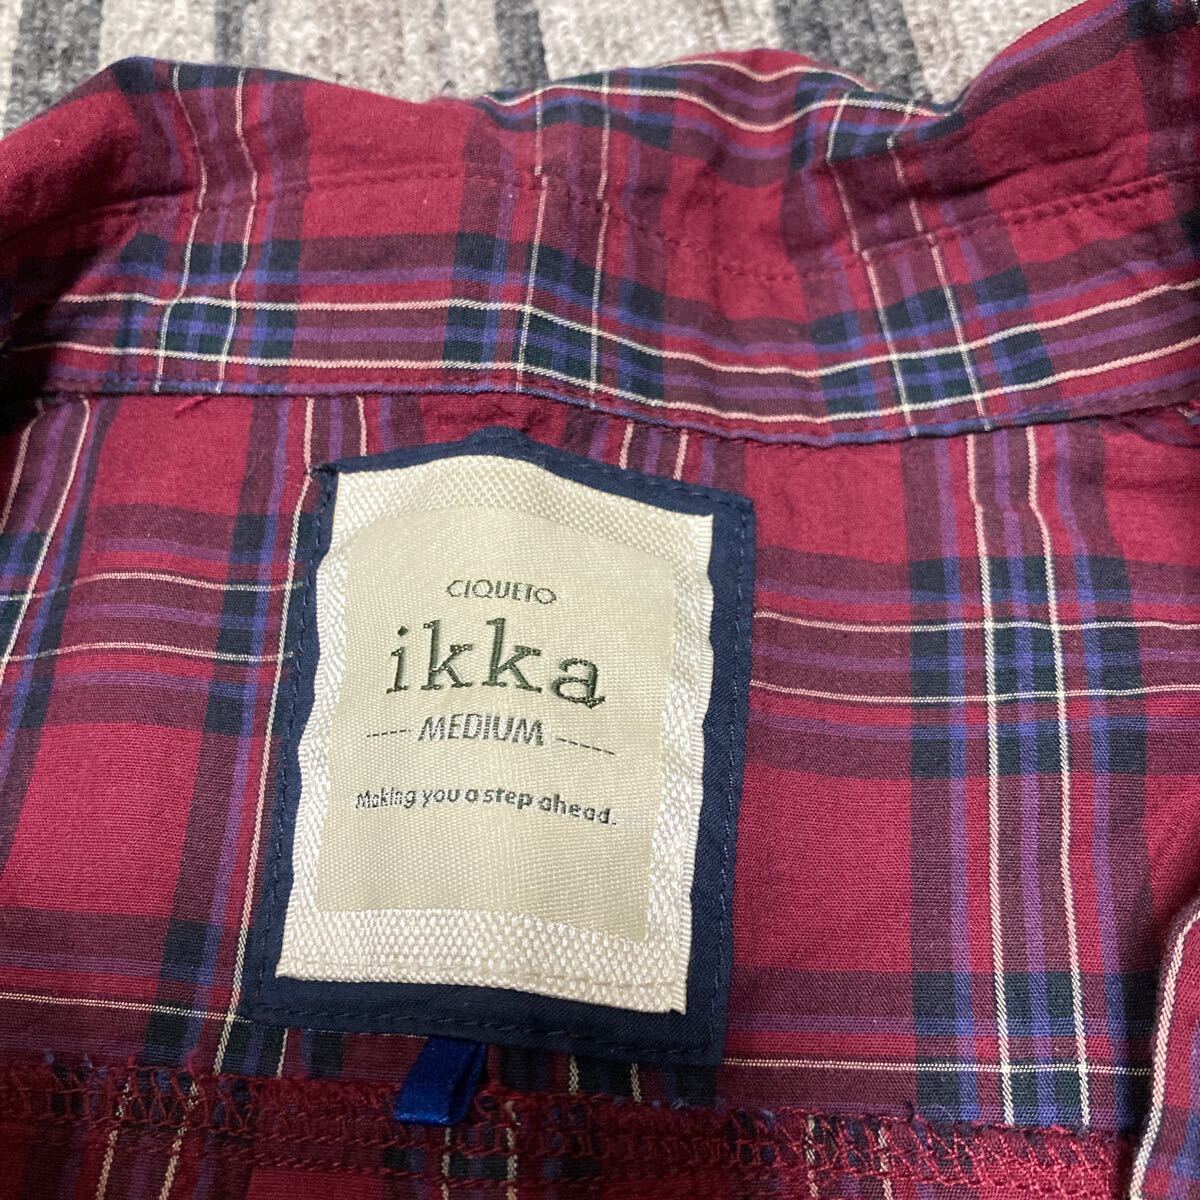 CIQUETO
ikka
MEDIUM
Making you a step ahead.